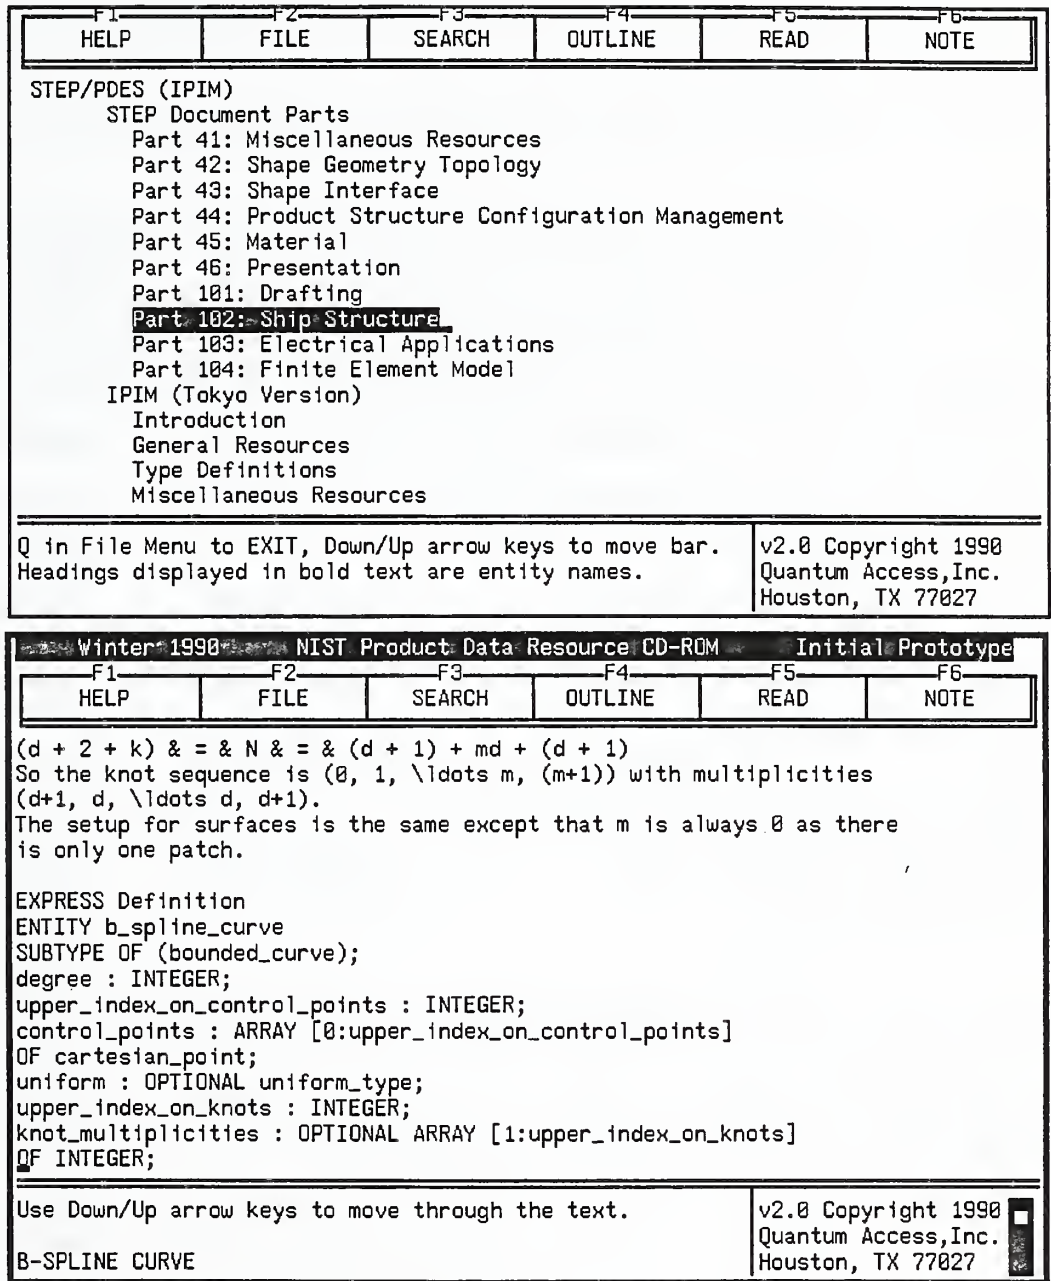 F1 F2 F3 F4 F5 F6
HELP FILE SEARCH OUTLINE READ NOTE
STEP/PDES (IPIM)
STEP Document Parts
Part 41: Miscellaneous Resources
Part 42: Shape Geometry Topology
Part 43: Shape Interface
Part 44: Product Structure Configuration Management
Part 45: Material
Part 46: Presentation
Part 101: Drafting
Part 102: Ship Structure
Part 103: Electrical Applications
Part 104: Finite Element Model
IPIM (Tokyo Version)
Introduction
General Resources
Type Definitions
Miscellaneous Resources
Q in File Menu to EXIT, Down/Up arrow keys to move bar.
Headings displayed in bold text are entity names.
v2.0 Copyright 1990
Quantum Access,Inc.
Houston, TX 77027
Winter 1990 NIST Product Data Resource CD-ROM Initial Prototype
F1 F2 F3 F4 F5 F6
HELP FILE SEARCH OUTLINE READ NOTE
(d + 2 + k) & = & N & = & (d + 1) + md + (d + 1)
So the knot sequence is (0, 1, \ldots m, (m+1)) with multiplicities
(d+1, d, \ldots d, d+1).
The setup for surfaces is the same except that m is always 0 as there
is only one patch.
EXPRESS Definition
ENTITY b_spline_curve
SUBTYPE OF (bounded_curve);
degree : INTEGER;
upper_index_on_control_points : INTEGER;
control_points : ARRAY [0:upper_index_on_control_points]
OF cartesian_point;
uniform : OPTIONAL uniform_type;
upper_index_on_knots : INTEGER;
knot_multiplicities : OPTIONAL ARRAY [1:upper_index_on_knots]
OF INTEGER;
Use Down/Up arrow keys to move through the text.
B-SPLINE CURVE
v2.0 Copyright 1990
Quantum Access,Inc.
Houston, TX 77027